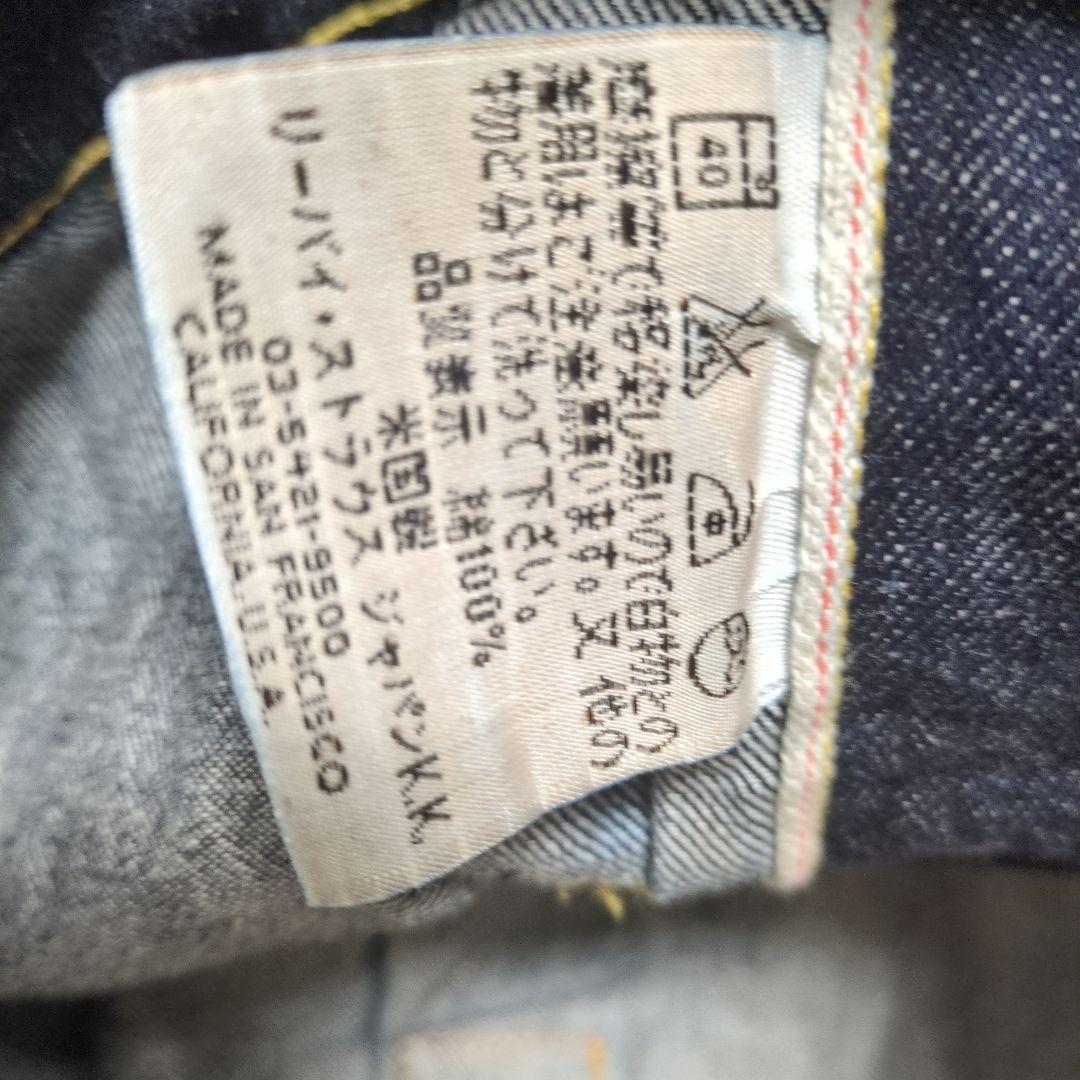 40
中
感摩擦で移染し易いので白物との
着用はご注意願います。又 他の
物と分けて洗って下さい。
品質表示 綿100%
米国製
リーバイ・ストラウス ジャパンK.K.
03-5421-9500
MADE IN SAN FRANCISCO
CALIFORNIA-U.S.A.